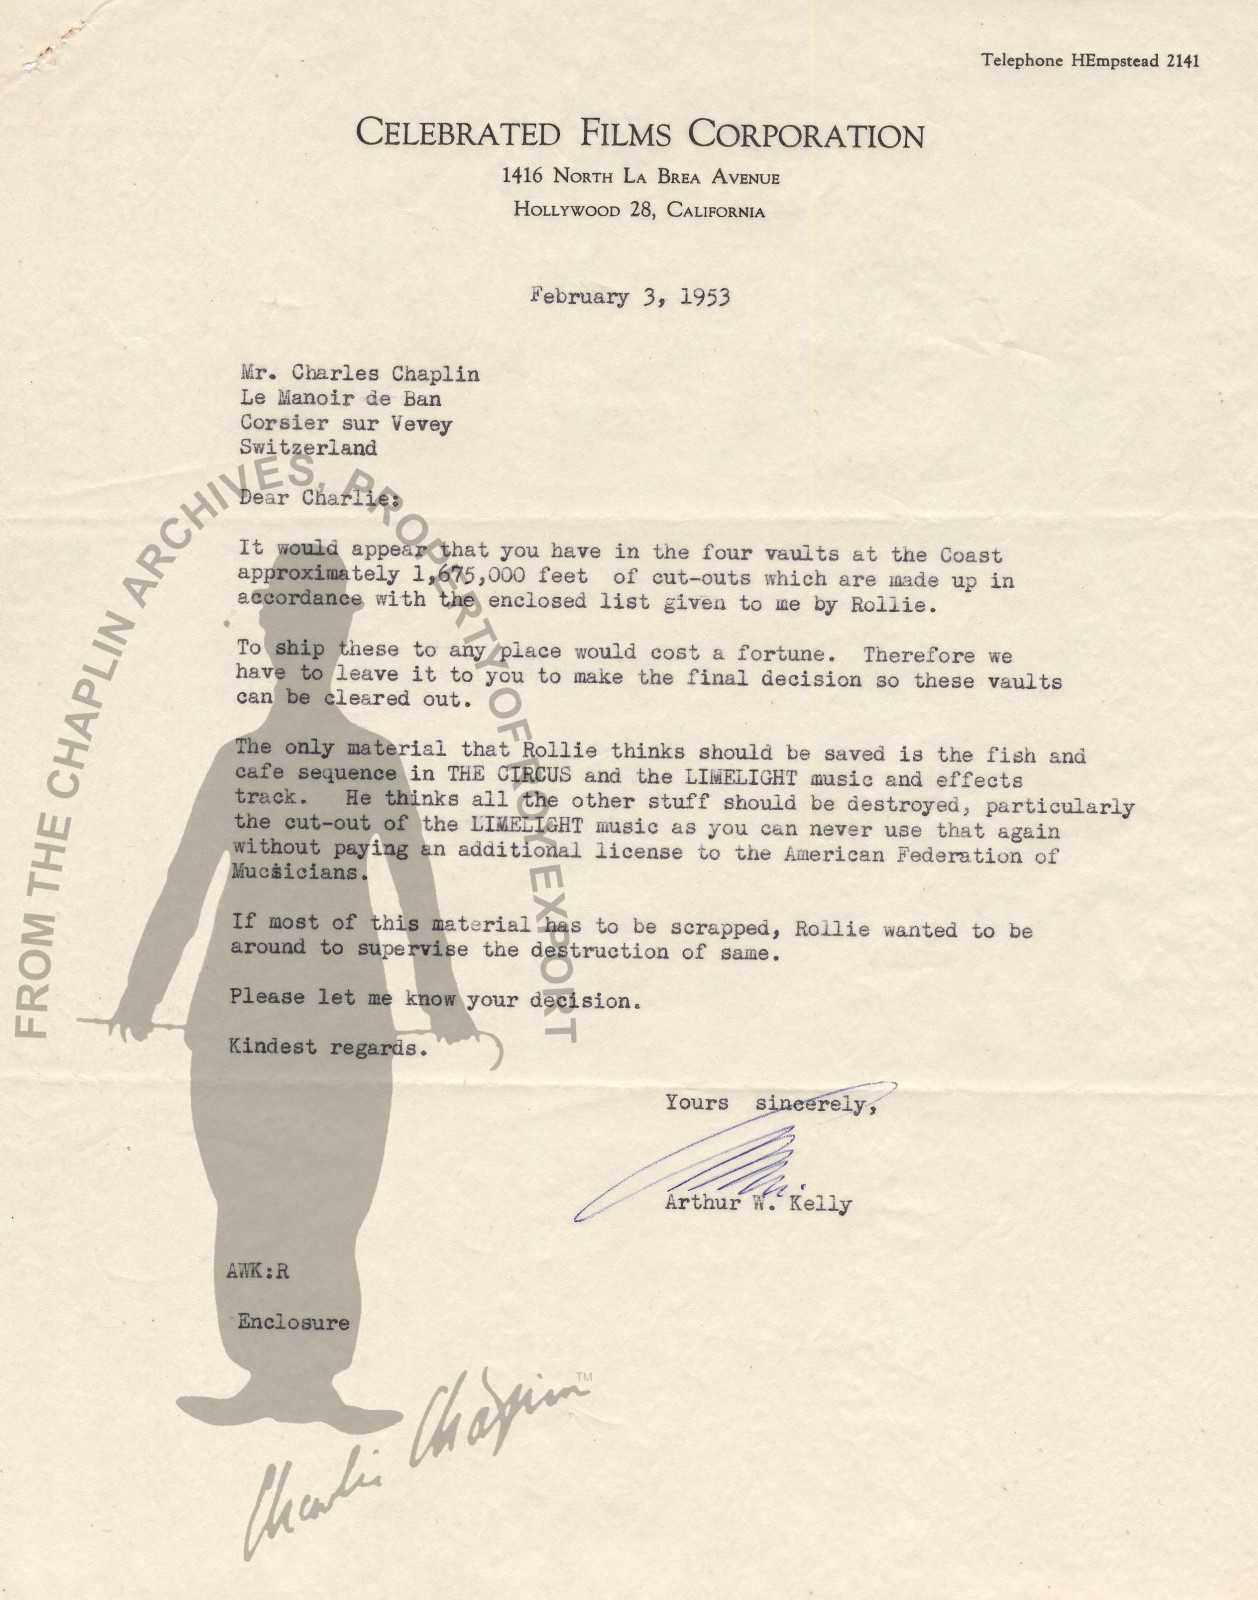 Telephone HEmpstead 2141
CELEBRATED FILMS CORPORATION
1416 NORTH LA BREA AVENUE
HOLLYWOOD 28, CALIFORNIA
February 3, 1953
Mr. Charles Chaplin
Le Manoir de Ban
Corsier sur Vevey
Switzerland
Dear Charlie:
It would appear that you have in the four vaults at the Coast
approximately 1,675,000 feet of cut-outs which are made up in
accordance with the enclosed list given to me by Rollie.
To ship these to any place would cost a fortune. Therefore we
have to leave it to you to make the final decision so these vaults
can be cleared out.
The only material that Rollie thinks should be saved is the fish and
cafe sequence in THE CIRCUS and the LIMELIGHT music and effects
track. He thinks all the other stuff should be destroyed, particularly
the cut-out of the LIMELIGHT music as you can never use that again
without paying an additional license to the American Federation of
Mucsicians.
If most of this material has to be scrapped, Rollie wanted to be
around to supervise the destruction of same.
Please let me know your decision.
Kindest regards.
Yours sincerely,
Arthur W. Kelly
AWK:R
Enclosure
FROM THE CHAPLIN ARCHIVES, PROPERTY OF ROY EXPORT
Charlie Chaplin™